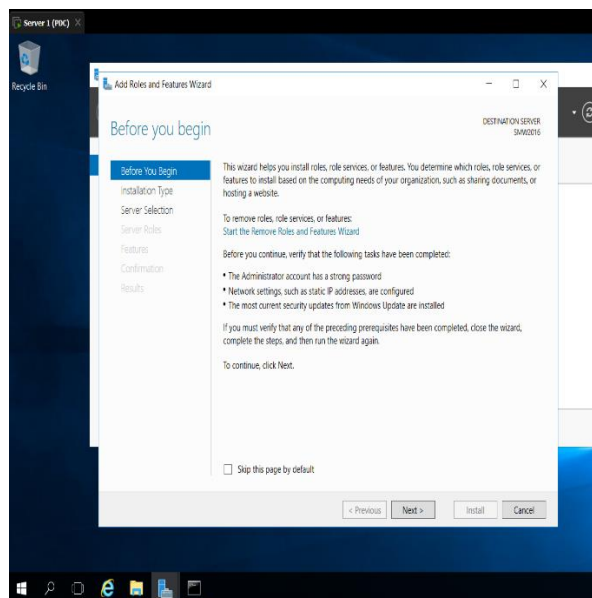 Server 1 (PDC)
Recycle Bin
Add Roles and Features Wizard
Before you begin
DESTINATION SERVER
SMW2016
Before You Begin
Installation Type
Server Selection
Server Roles
Features
Confirmation
Results
This wizard helps you install roles, role services, or features. You determine which roles, role services, or
features to install based on the computing needs of your organization, such as sharing documents, or
hosting a website.
To remove roles, role services, or features:
Start the Remove Roles and Features Wizard
Before you continue, verify that the following tasks have been completed:
• The Administrator account has a strong password
• Network settings, such as static IP addresses, are configured
• The most current security updates from Windows Update are installed
If you must verify that any of the preceding prerequisites have been completed, close the wizard,
complete the steps, and then run the wizard again.
To continue, click Next.
Skip this page by default
< Previous
Next >
Install
Cancel